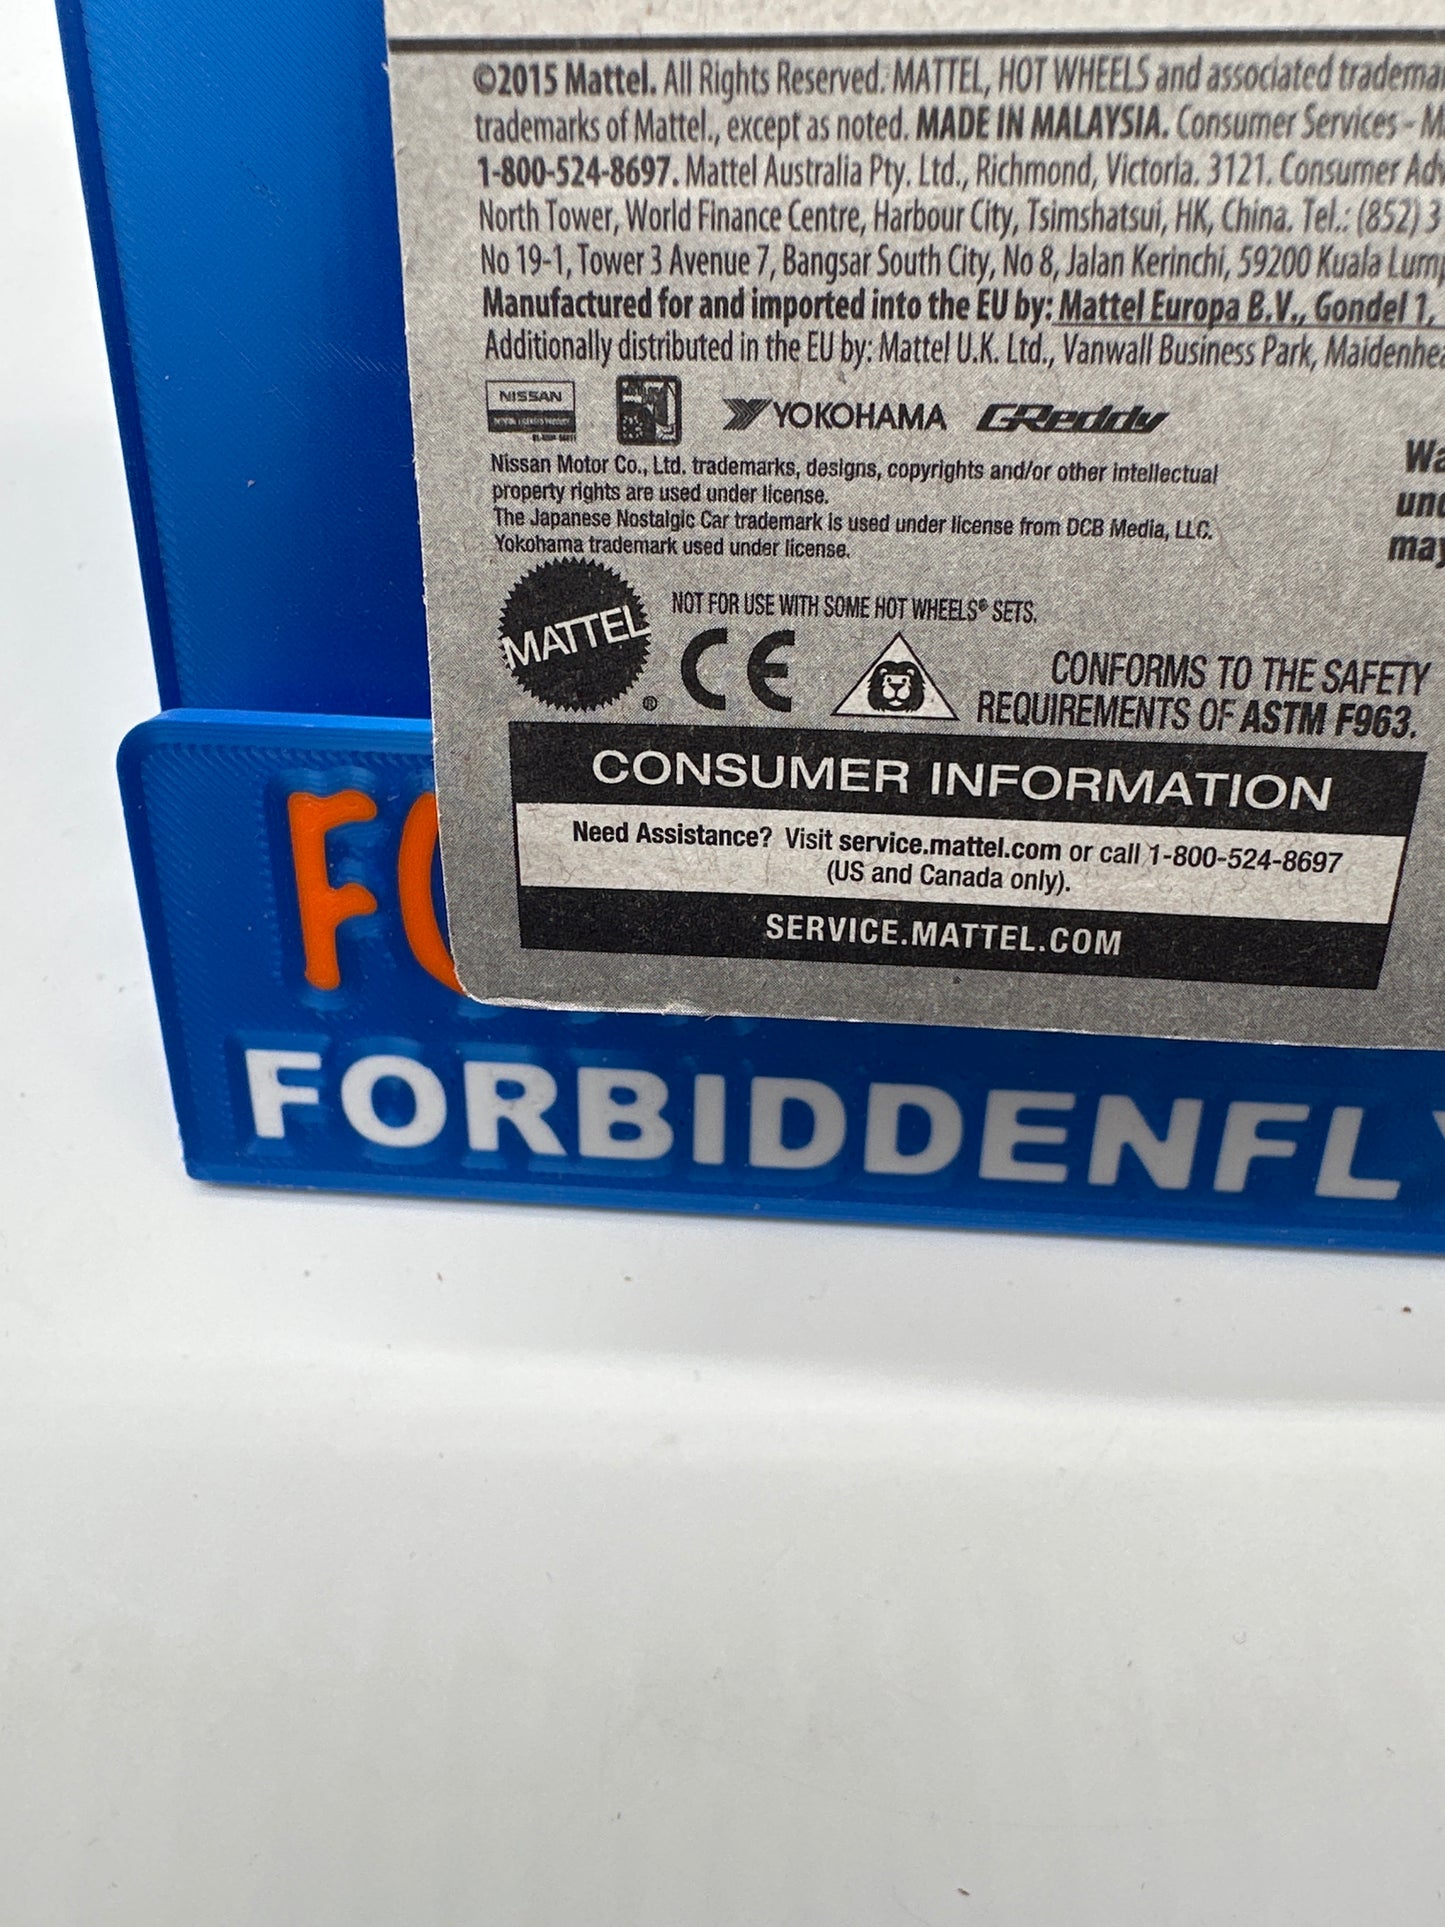 ©2015 Mattel. All Rights Reserved. MATTEL, HOT WHEELS and associated
trademarks of Mattel., except as noted. MADE IN MALAYSIA. Consumer Services -
1-800-524-8697. Mattel Australia Pty. Ltd., Richmond, Victoria. 3121. Consumer
North Tower, World Finance Centre, Harbour City, Tsimshatsui, HK, China. Tel.: (852) 3
No 19-1, Tower 3 Avenue 7, Bangsar South City, No 8, Jalan Kerinchi, 59200 Kuala
Manufactured for and imported into the EU by: Mattel Europa B.V., Gondel 1,
Additionally distributed in the EU by: Mattel U.K. Ltd., Vanwall Business Park,
NISSAN
YOKOHAMA GReddy
Nissan Motor Co., Ltd. trademarks, designs, copyrights and/or other intellectual
property rights are used under license.
The Japanese Nostalgic Car trademark is used under license from DCB Media, LLC.
Yokohama trademark used under license.
may
MATTEL ®
NOT FOR USE WITH SOME HOT WHEELS® SETS.
CE
CONFORMS TO THE SAFETY
REQUIREMENTS OF ASTM F963.
CONSUMER INFORMATION
Need Assistance? Visit service.mattel.com or call 1-800-524-8697
(US and Canada only).
SERVICE.MATTEL.COM
FORBIDDENFLY